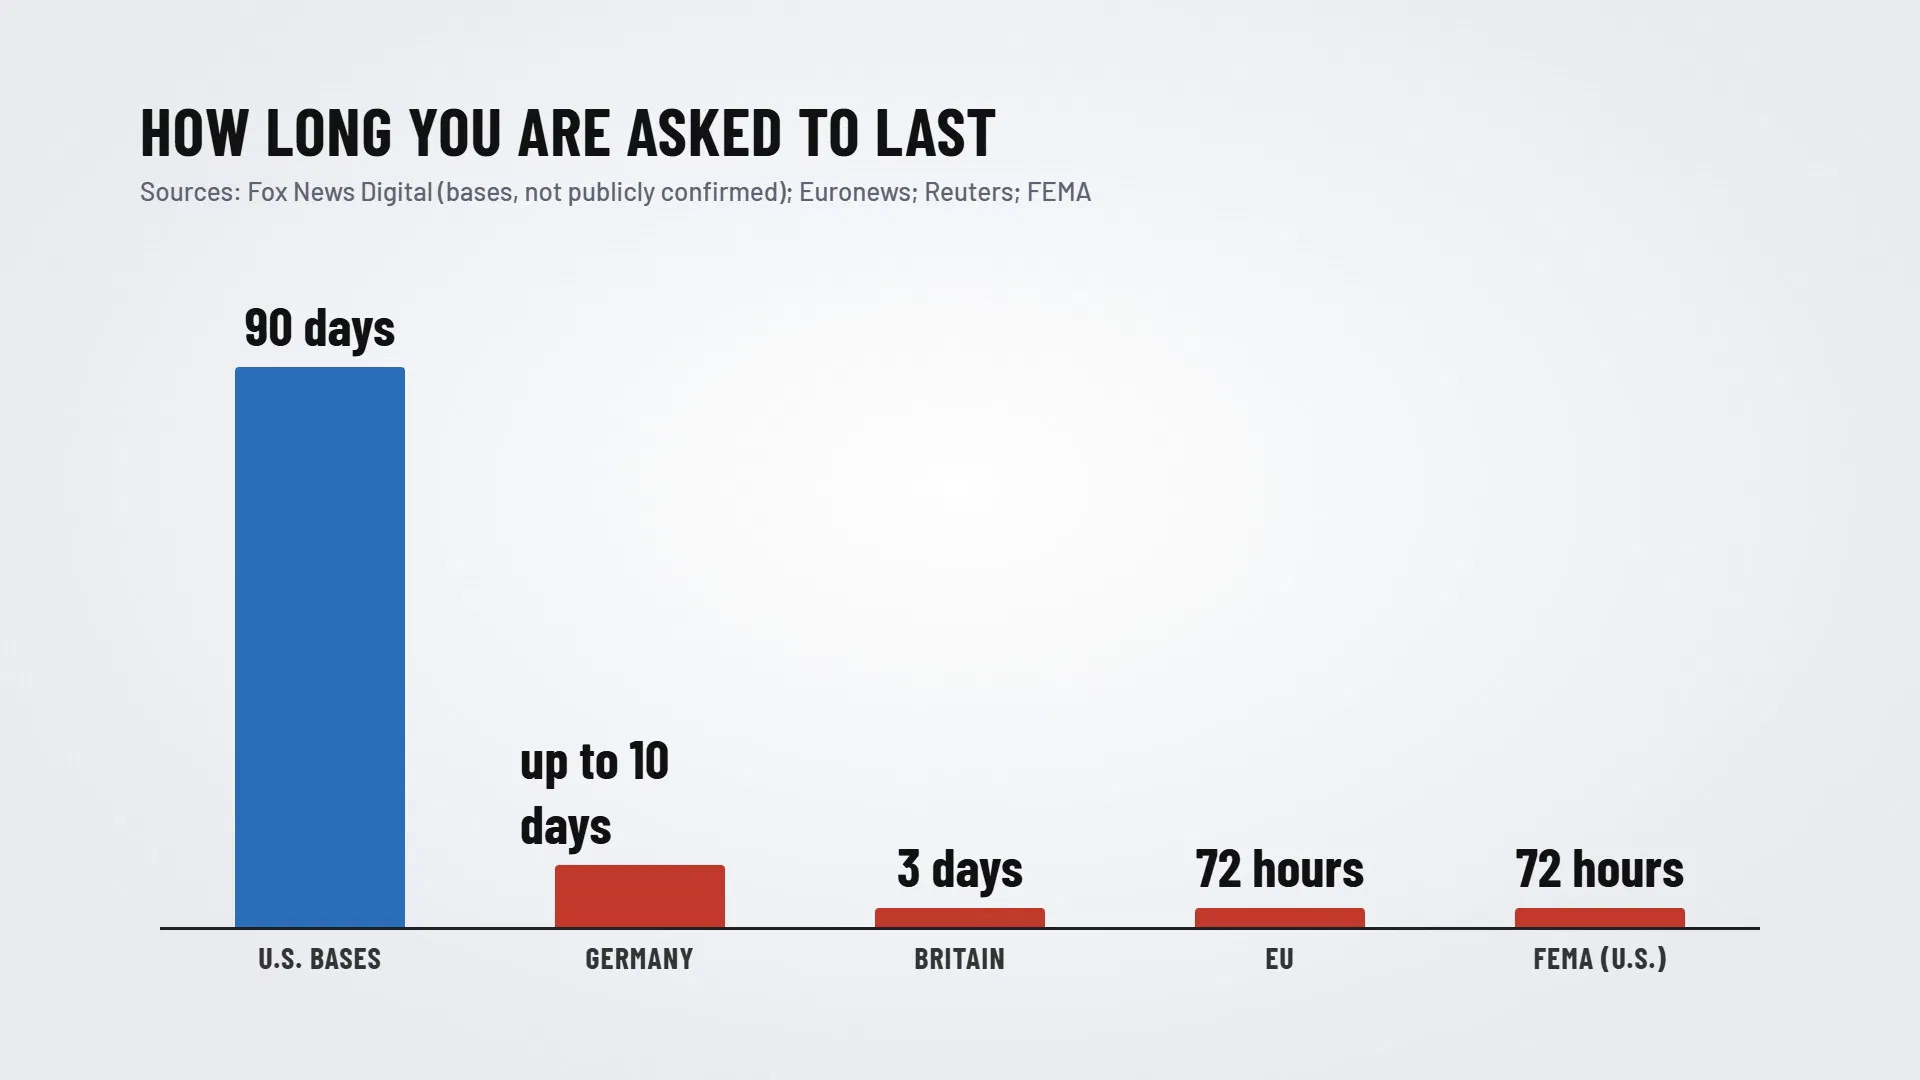 HOW LONG YOU ARE ASKED TO LAST
Sources: Fox News Digital (bases, not publicly confirmed); Euronews; Reuters; FEMA
90 days
up to 10
days
3 days
72 hours
72 hours
U.S. BASES
GERMANY
BRITAIN
EU
FEMA (U.S.)